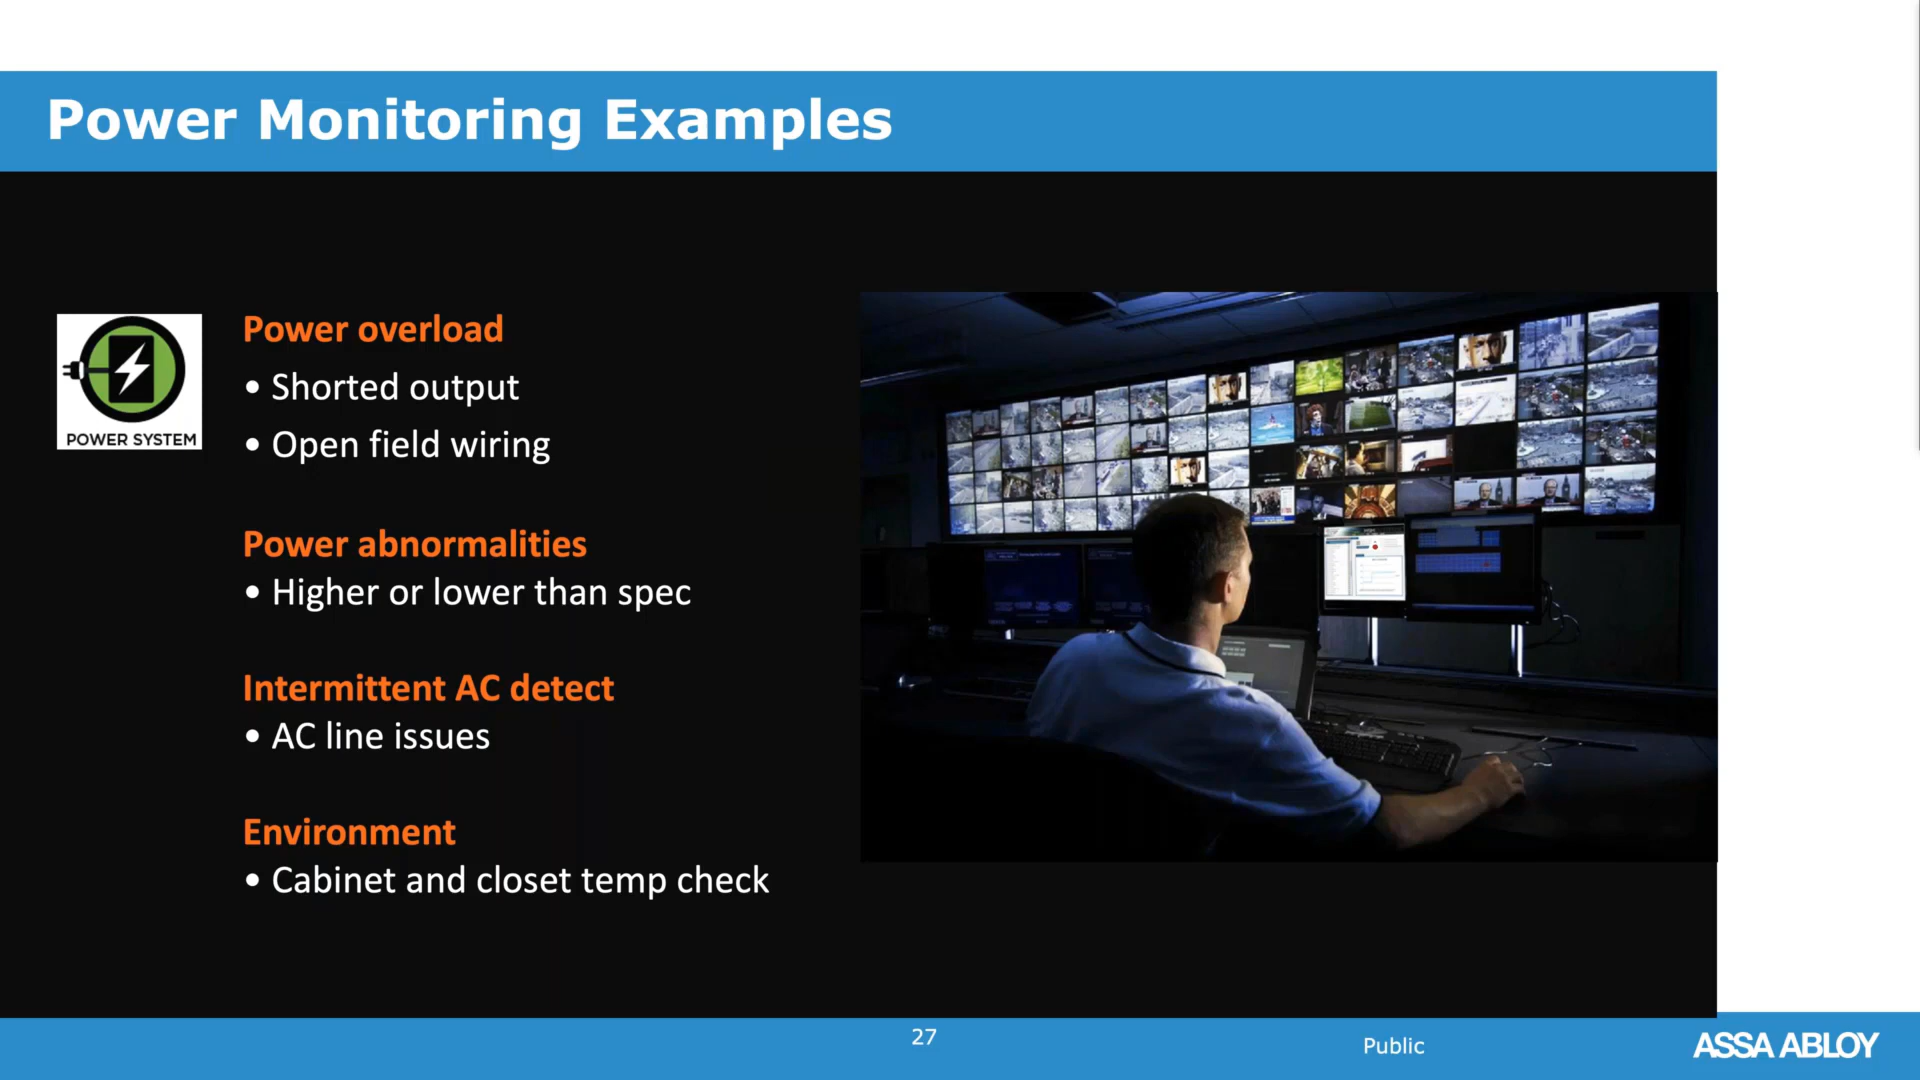 Power Monitoring Examples
POWER SYSTEM
Power overload
• Shorted output
• Open field wiring
Power abnormalities
• Higher or lower than spec
Intermittent AC detect
• AC line issues
Environment
• Cabinet and closet temp check
27
Public
ASSA ABLOY